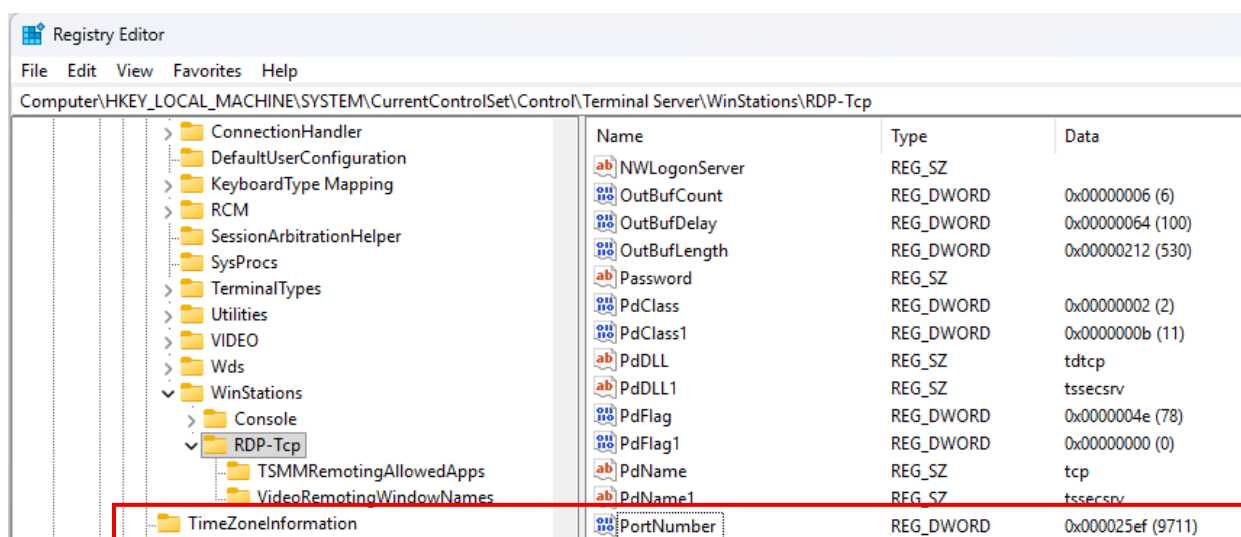 Registry Editor
File Edit View Favorites Help
Computer\HKEY_LOCAL_MACHINE\SYSTEM\CurrentControlSet\Control\Terminal Server\WinStations\RDP-Tcp
ConnectionHandler
DefaultUserConfiguration
KeyboardType Mapping
RCM
SessionArbitrationHelper
SysProcs
TerminalTypes
Utilities
VIDEO
Wds
WinStations
Console
RDP-Tcp
TSMMRemotingAllowedApps
VideoRemotingWindowNames
TimeZoneInformation
Name Type Data
NWLogonServer REG_SZ
OutBufCount REG_DWORD 0x00000006 (6)
OutBufDelay REG_DWORD 0x00000064 (100)
OutBufLength REG_DWORD 0x00000212 (530)
Password REG_SZ
PdClass REG_DWORD 0x00000002 (2)
PdClass1 REG_DWORD 0x0000000b (11)
PdDLL REG_SZ tdtcp
PdDLL1 REG_SZ tssecsrv
PdFlag REG_DWORD 0x0000004e (78)
PdFlag1 REG_DWORD 0x00000000 (0)
PdName REG_SZ tcp
PdName1 REG_SZ tssecsrv
PortNumber REG_DWORD 0x000025ef (9711)